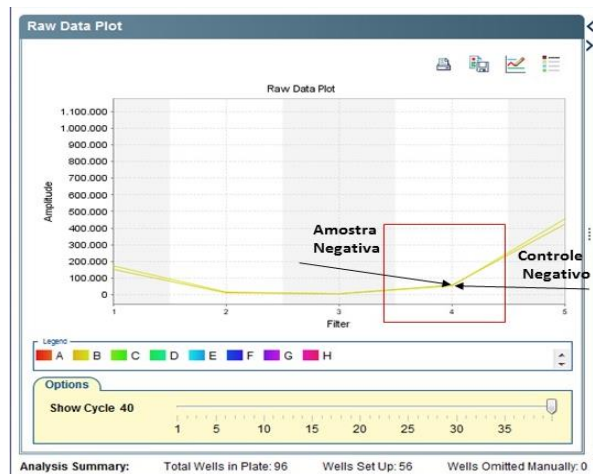 Raw Data Plot
Raw Data Plot
1.100.000
1.000.000
900.000
800.000
700.000
600.000
500.000
400.000
300.000
200.000
100.000
0
Amplitude
Amostra
Negativa
Controle
Negativo
1 2 3 4 5
Filter
Legend
A B C D E F G H
Options
Show Cycle 40
1 5 10 15 20 25 30 35
Analysis Summary: Total Wells in Plate: 96 Wells Set Up: 56 Wells Omitted Manually: 0